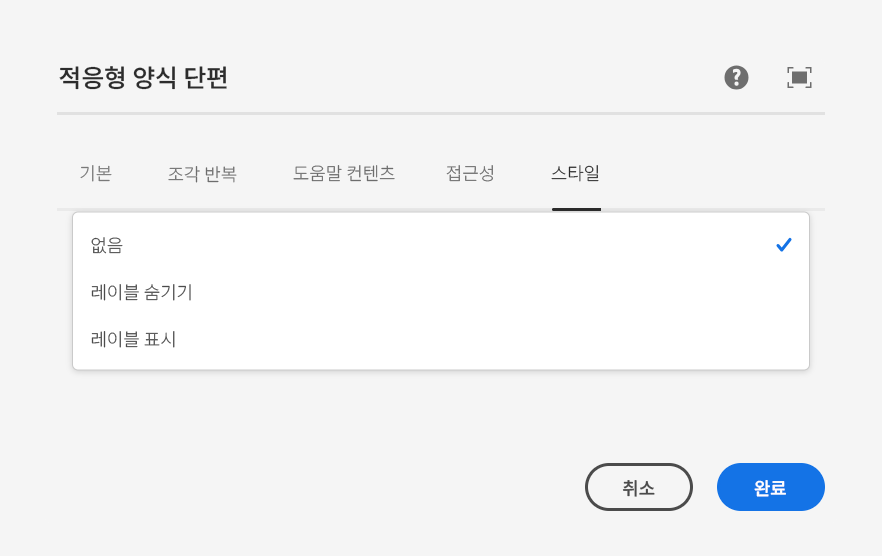 적응형 양식 단편
기본 조각 반복 도움말 컨텐츠 접근성 스타일
없음
레이블 숨기기
레이블 표시
취소 완료